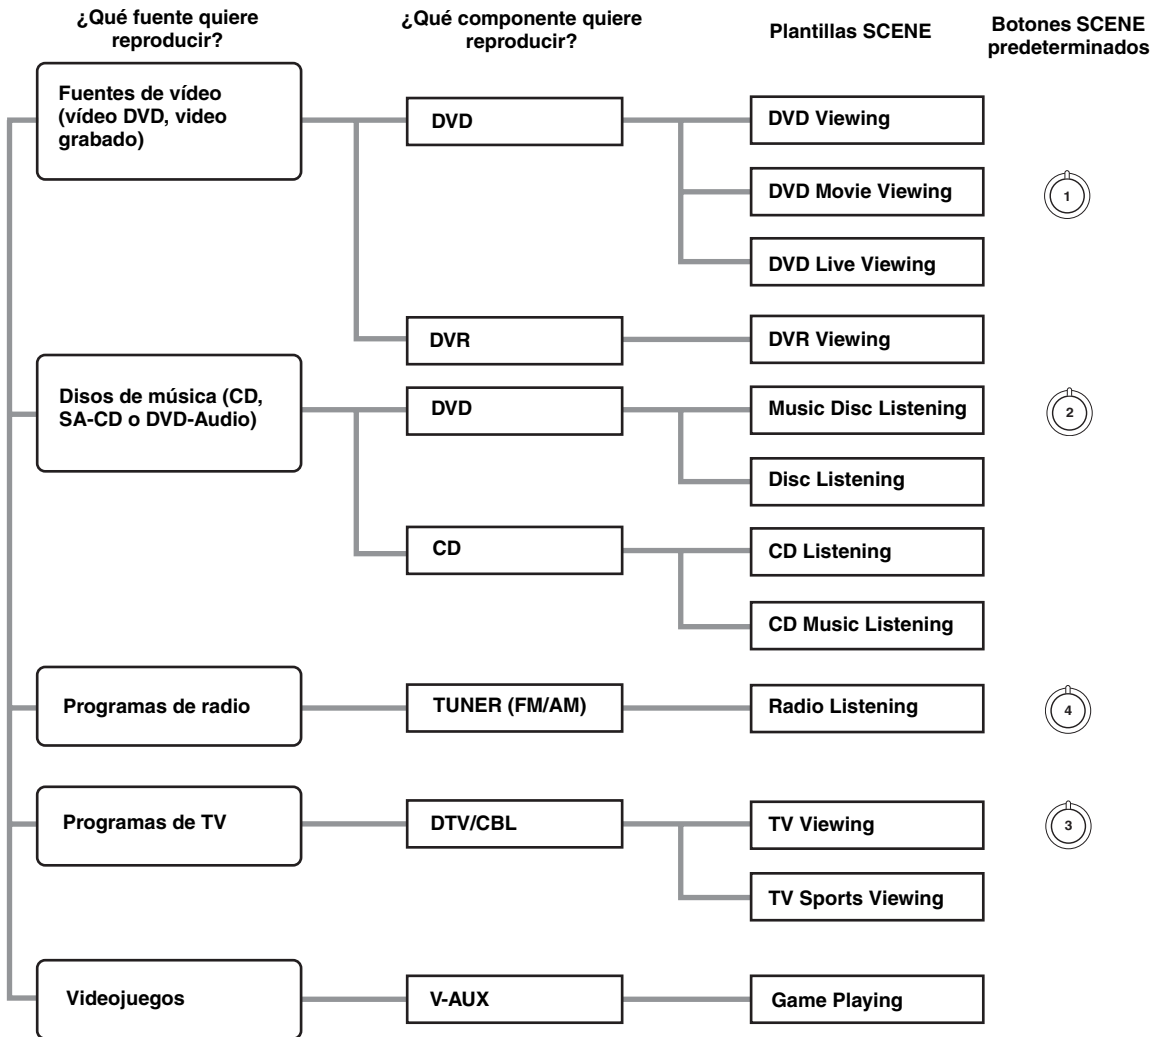 ¿Qué fuente quiere
reproducir?
¿Qué componente quiere
reproducir?
Plantillas SCENE
Botones SCENE
predeterminados
Fuentes de vídeo
(vídeo DVD, video
grabado)
DVD
DVD Viewing
DVD Movie Viewing
1
DVD Live Viewing
DVR
DVR Viewing
Disos de música (CD,
SA-CD o DVD-Audio)
DVD
Music Disc Listening
2
Disc Listening
CD
CD Listening
CD Music Listening
Programas de radio
TUNER (FM/AM)
Radio Listening
4
Programas de TV
DTV/CBL
TV Viewing
3
TV Sports Viewing
Videojuegos
V-AUX
Game Playing